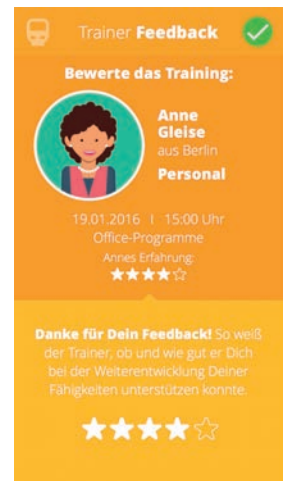 Trainer Feedback
Bewerte das Training:
Anne
Gleise
aus Berlin
Personal
19.01.2016 I 15:00 Uhr
Office-Programme
Annes Erfahrung:
Danke für Dein Feedback! So weiß
der Trainer, ob und wie gut er Dich
bei der Weiterentwicklung Deiner
Fähigkeiten unterstützen konnte.